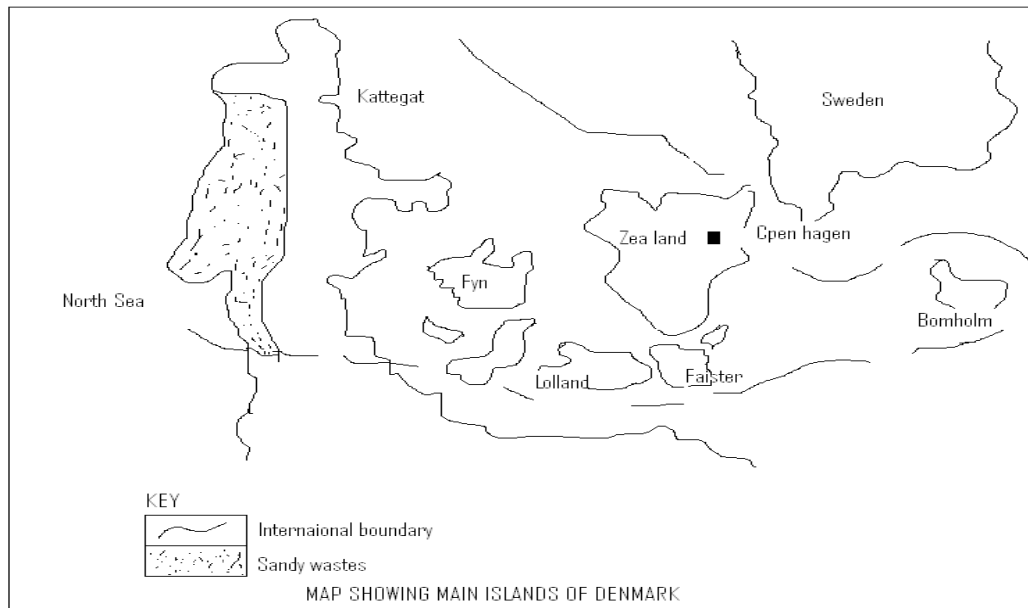 Kattegat
Sweden
Zea land
Cpen hagen
Fyn
North Sea
Bomholm
Lolland
Faister
KEY
Internaional boundary
Sandy wastes
MAP SHOWING MAIN ISLANDS OF DENMARK